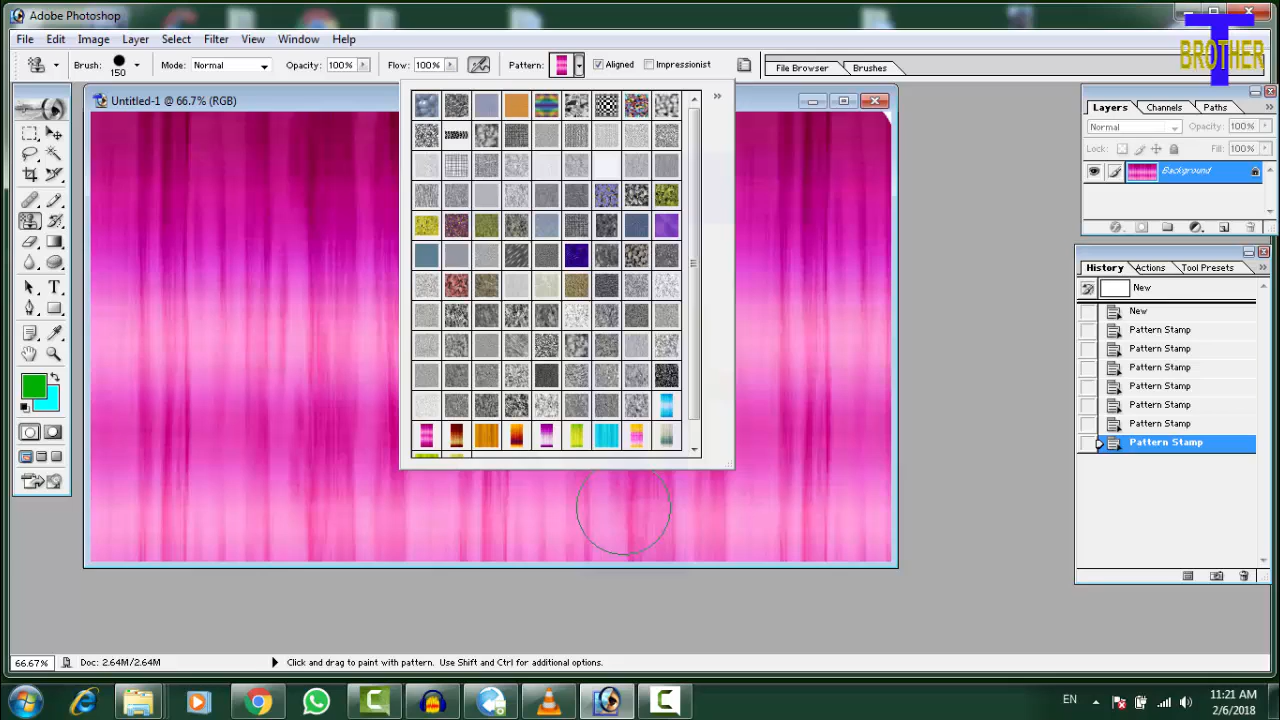 Adobe Photoshop
File Edit Image Layer Select Filter View Window Help
T
BROTHER
Brush: 150 Mode: Normal Opacity: 100% Flow: 100% Pattern: Aligned Impressionist File Browser Brushes
Untitled-1 @ 66.7% (RGB)
Layers Channels Paths
Normal Opacity: 100%
Lock: Fill: 100%
Background
History Actions Tool Presets
New
New
Pattern Stamp
Pattern Stamp
Pattern Stamp
Pattern Stamp
Pattern Stamp
Pattern Stamp
Pattern Stamp
T
66.67% Doc: 2.64M/2.64M Click and drag to paint with pattern. Use Shift and Ctrl for additional options.
EN
11:21 AM
2/6/2018